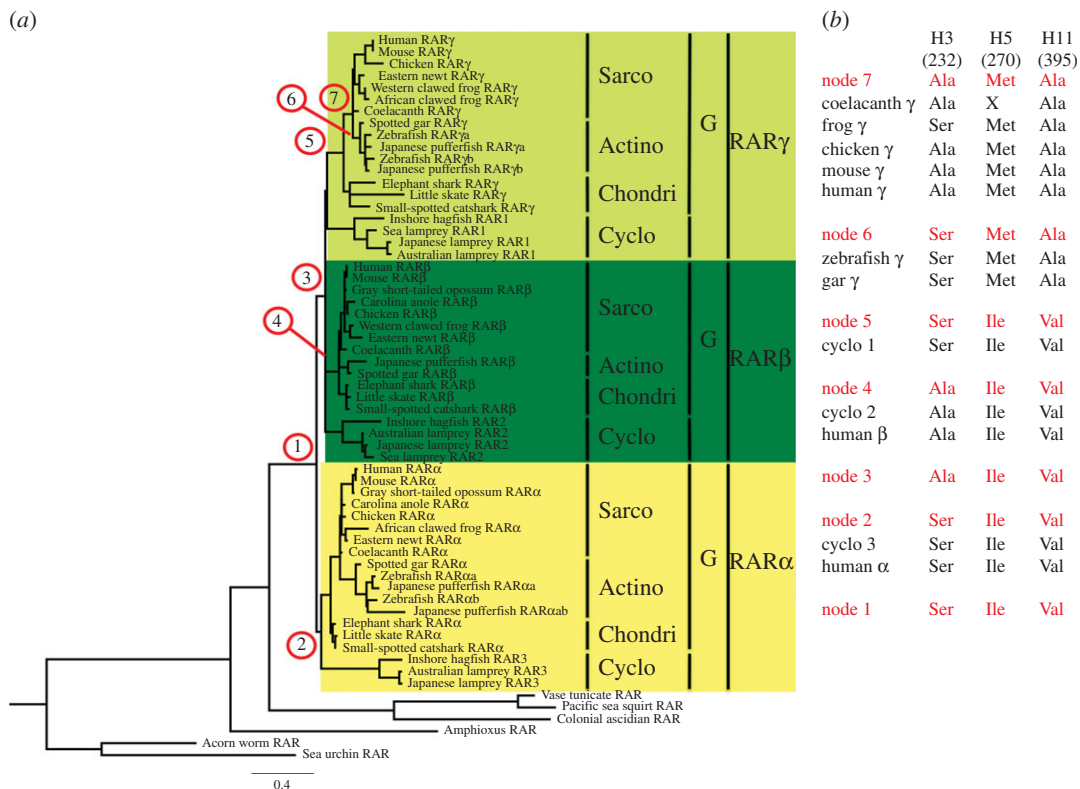 (a)
Human RARγ
Mouse RARγ
Chicken RARγ
Eastern newt RARγ
Western clawed frog RARγ
African clawed frog RARγ
Coelacanth RARγ
Spotted gar RARγ
Zebrafish RARγa
Japanese pufferfish RARγa
Zebrafish RARγb
Japanese pufferfish RARγb
Elephant shark RARγ
Little skate RARγ
Small-spotted catshark RARγ
Inshore hagfish RAR1
Sea lamprey RAR1
Japanese lamprey RAR1
Australian lamprey RAR1
Sarco
Actino
Chondri
Cyclo
G
RARγ
7
6
5
Human RARβ
Mouse RARβ
Gray short-tailed opossum RARβ
Carolina anole RARβ
Chicken RARβ
Western clawed frog RARβ
Eastern newt RARβ
Coelacanth RARβ
Japanese pufferfish RARβ
Spotted gar RARβ
Elephant shark RARβ
Little skate RARβ
Small-spotted catshark RARβ
Inshore hagfish RAR2
Australian lamprey RAR2
Japanese lamprey RAR2
Sea lamprey RAR2
Sarco
Actino
Chondri
Cyclo
G
RARβ
3
4
1
Human RARα
Mouse RARα
Gray short-tailed opossum RARα
Carolina anole RARα
Chicken RARα
African clawed frog RARα
Eastern newt RARα
Coelacanth RARα
Spotted gar RARα
Zebrafish RARαa
Japanese pufferfish RARαa
Zebrafish RARαb
Japanese pufferfish RARαab
Elephant shark RARα
Little skate RARα
Small-spotted catshark RARα
Inshore hagfish RAR3
Australian lamprey RAR3
Japanese lamprey RAR3
Sarco
Actino
Chondri
Cyclo
G
RARα
2
Vase tunicate RAR
Pacific sea squirt RAR
Colonial ascidian RAR
Amphioxus RAR
Acorn worm RAR
Sea urchin RAR
0.4
(b)
H3 H5 H11
(232) (270) (395)
node 7 Ala Met Ala
coelacanth γ Ala X Ala
frog γ Ser Met Ala
chicken γ Ala Met Ala
mouse γ Ala Met Ala
human γ Ala Met Ala
node 6 Ser Met Ala
zebrafish γ Ser Met Ala
gar γ Ser Met Ala
node 5 Ser Ile Val
cyclo 1 Ser Ile Val
node 4 Ala Ile Val
cyclo 2 Ala Ile Val
human β Ala Ile Val
node 3 Ala Ile Val
node 2 Ser Ile Val
cyclo 3 Ser Ile Val
human α Ser Ile Val
node 1 Ser Ile Val